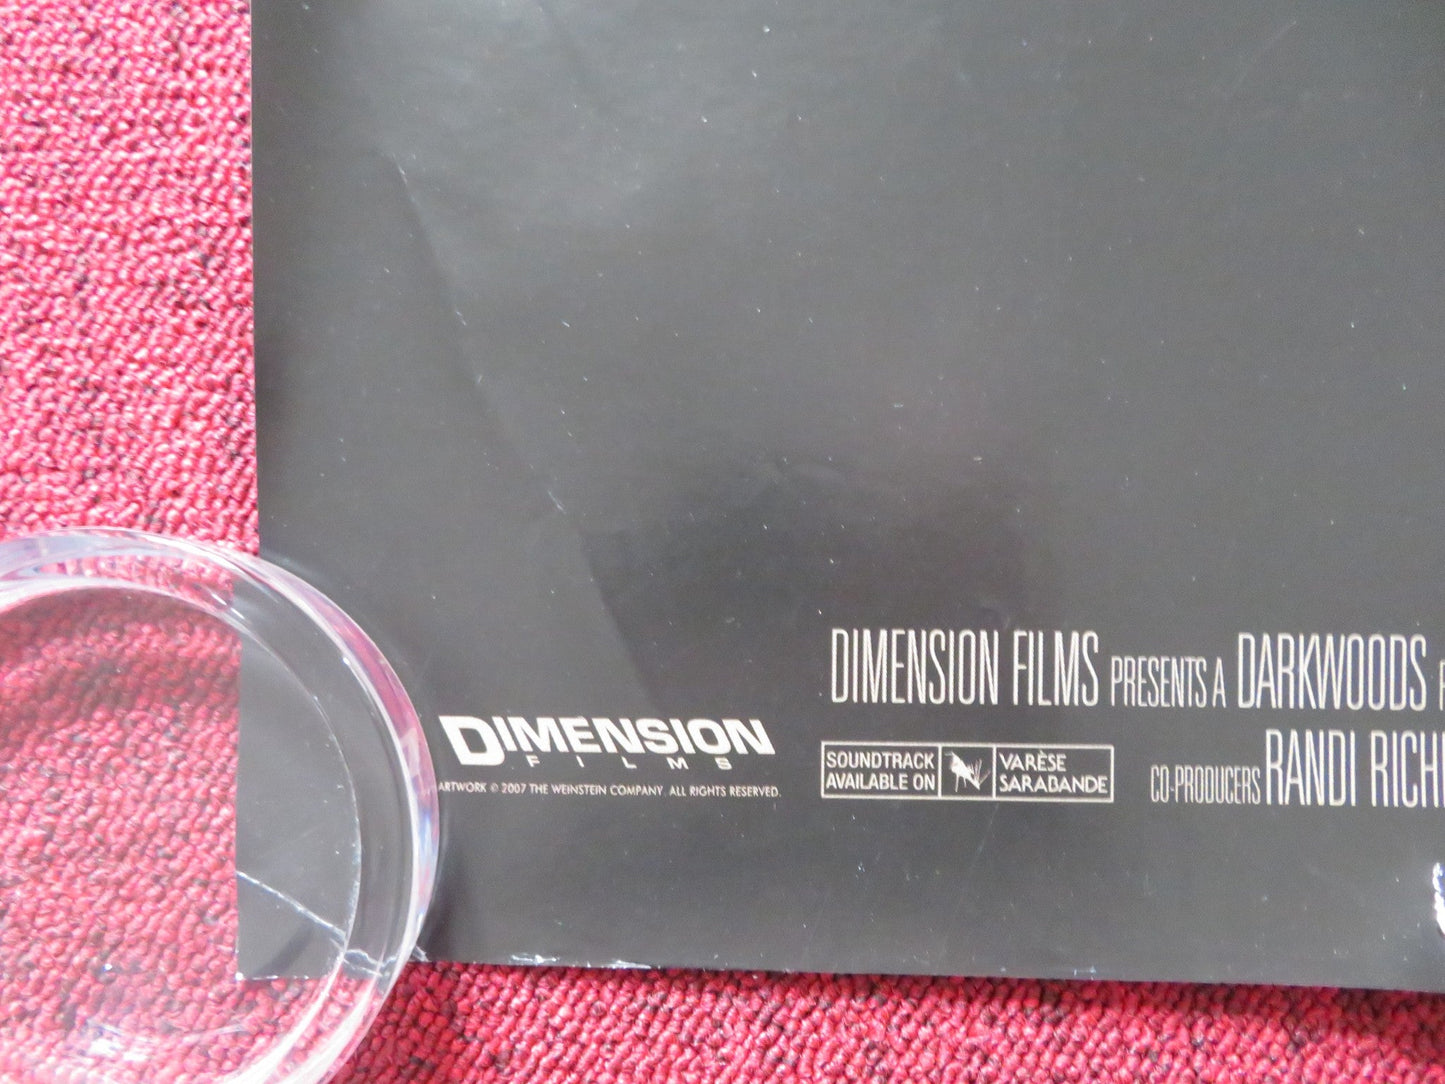 DIMENSION FILMS PRESENTS A DARKWOODS
DIMENSION
FILMS
ARTWORK © 2007 THE WEINSTEIN COMPANY. ALL RIGHTS RESERVED.
SOUNDTRACK
AVAILABLE ON
VARÈSE
SARABANDE
CO-PRODUCERS RANDI RICH